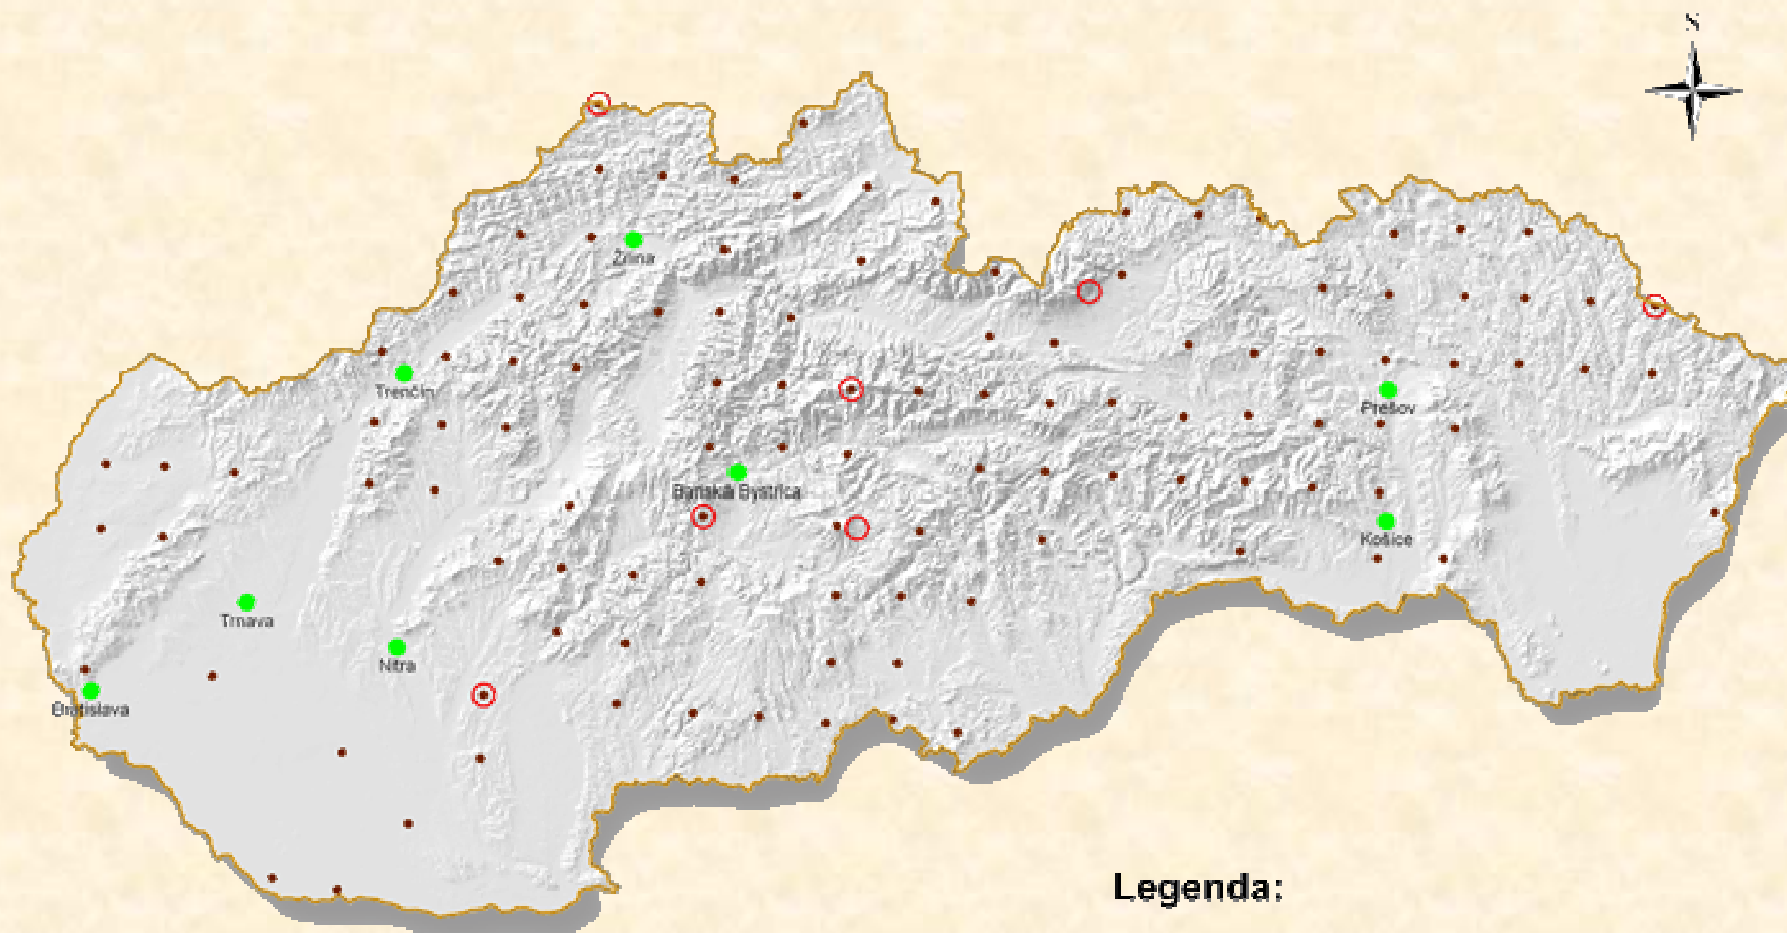 S
Žilina
Trenčín
Prešov
Banská Bystrica
Košice
Trnava
Nitra
Bratislava
Legenda: